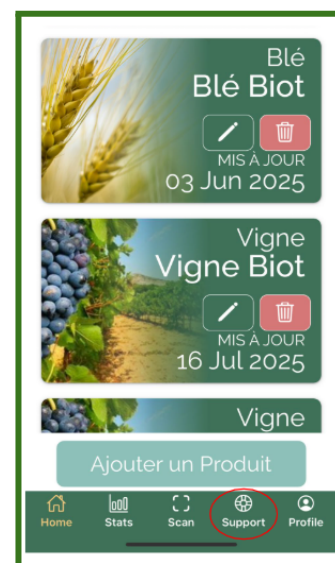 Blé
Blé Biot
MIS À JOUR
03 Jun 2025
Vigne
Vigne Biot
MIS À JOUR
16 Jul 2025
Vigne
Ajouter un Produit
Home Stats Scan Support Profile